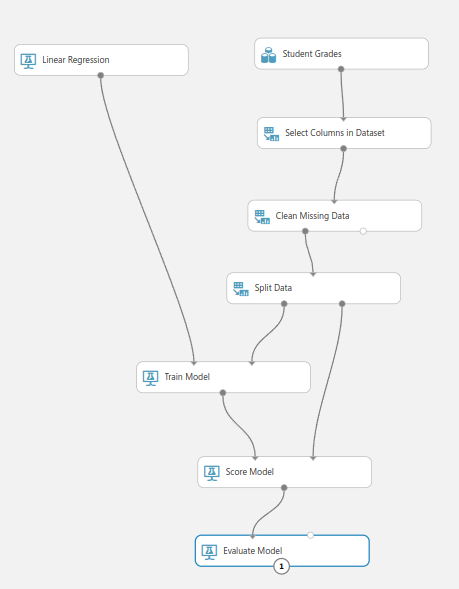 Linear Regression
Student Grades
Select Columns in Dataset
Clean Missing Data
Split Data
Train Model
Score Model
Evaluate Model
1